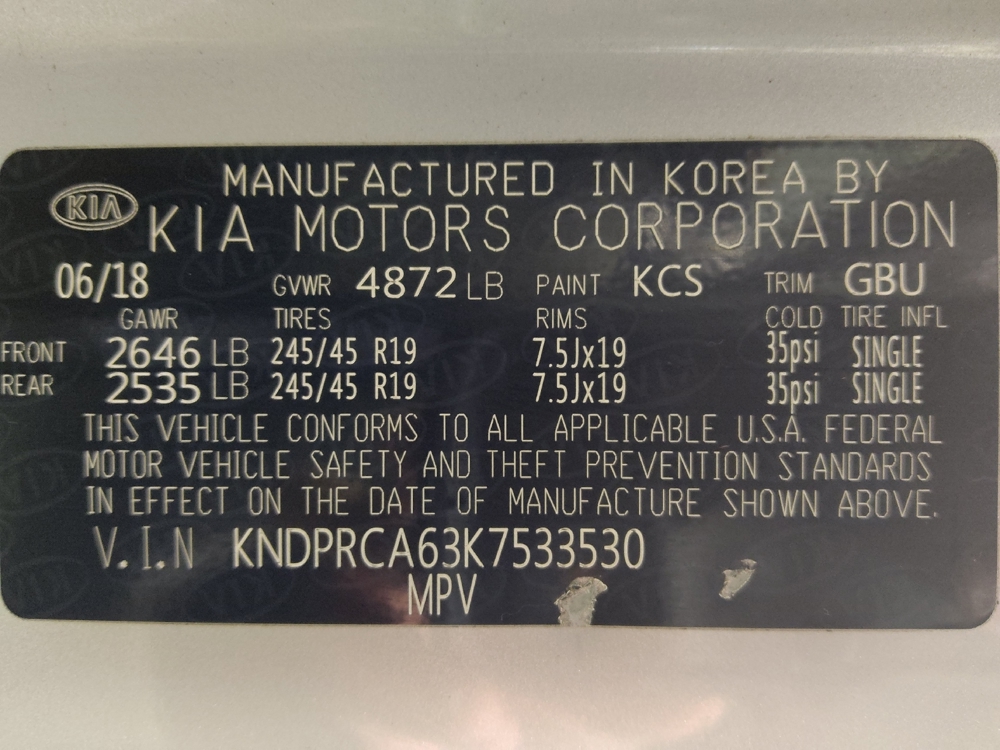 KIA
MANUFACTURED IN KOREA BY
KIA MOTORS CORPORATION
06/18 GVWR 4872 LB PAINT KCS TRIM GBU
GAWR TIRES RIMS COLD TIRE INFL
FRONT 2646 LB 245/45 R19 7.5Jx19 35psi SINGLE
REAR 2535 LB 245/45 R19 7.5Jx19 35psi SINGLE
THIS VEHICLE CONFORMS TO ALL APPLICABLE U.S.A. FEDERAL
MOTOR VEHICLE SAFETY AND THEFT PREVENTION STANDARDS
IN EFFECT ON THE DATE OF MANUFACTURE SHOWN ABOVE.
V.I.N KNDPRCA63K7533530
MPV